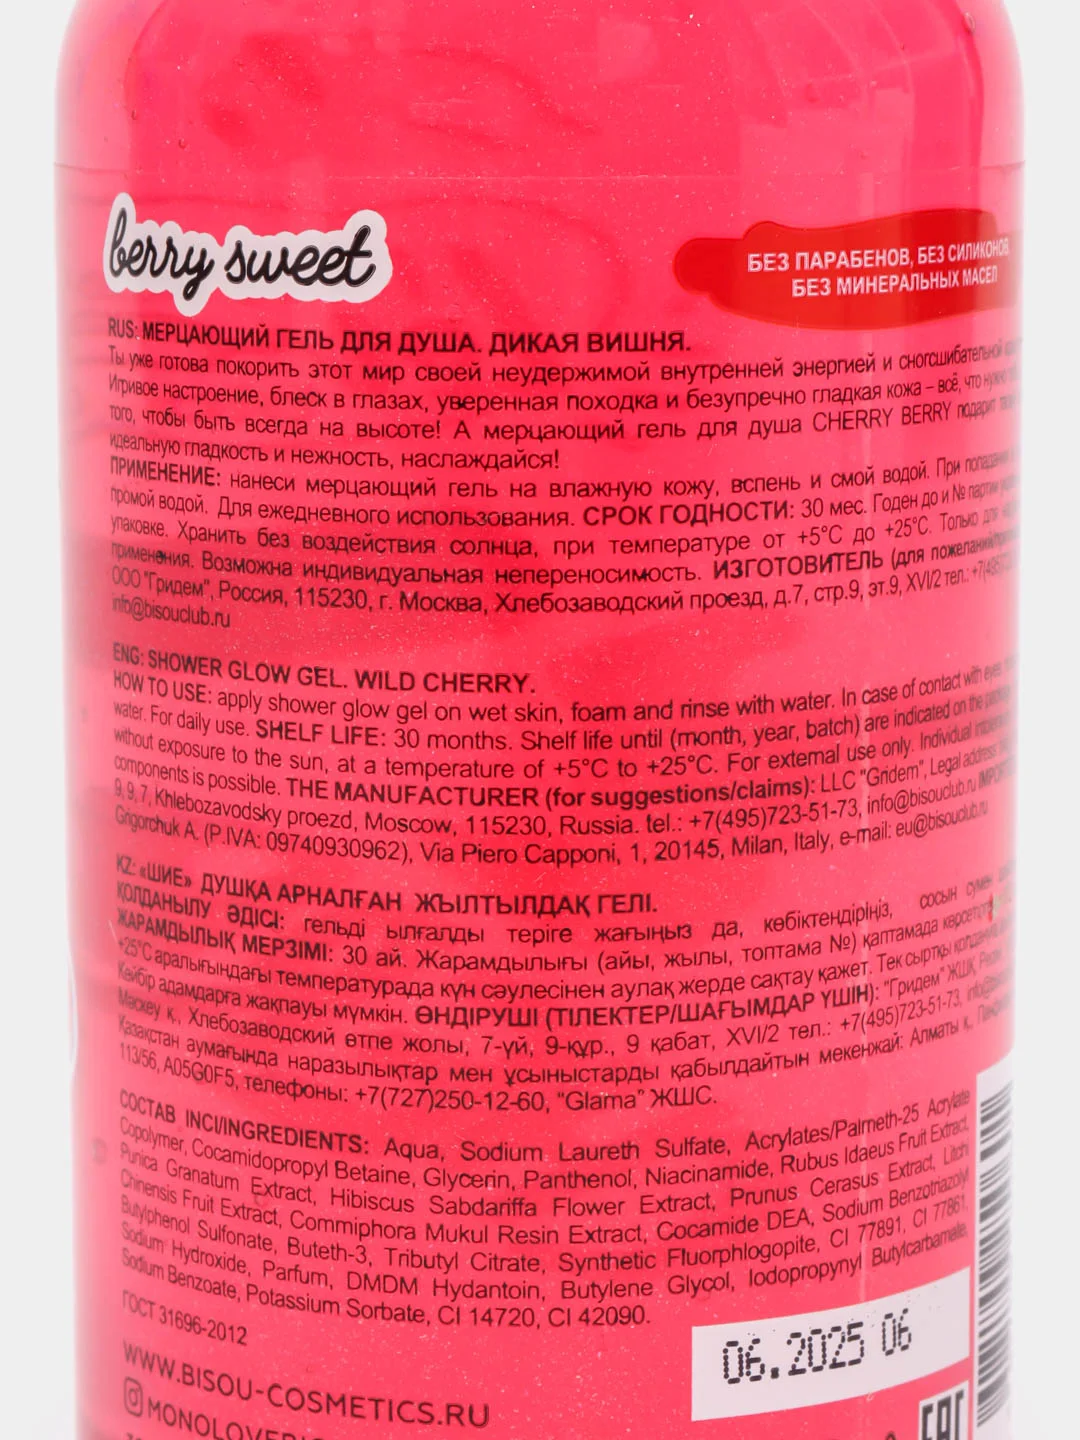 berry sweet
БЕЗ ПАРАБЕНОВ, БЕЗ СИЛИКОНОВ,
БЕЗ МИНЕРАЛЬНЫХ МАСЕЛ
RUS: МЕРЦАЮЩИЙ ГЕЛЬ ДЛЯ ДУША. ДИКАЯ ВИШНЯ.
Ты уже готова покорить этот мир своей неудержимой внутренней энергией и сногсшибательной
Игривое настроение, блеск в глазах, уверенная походка и безупречно гладкая кожа – всё, что нужно
того, чтобы быть всегда на высоте! А мерцающий гель для душа CHERRY BERRY подарит
идеальную гладкость и нежность, наслаждайся!
ПРИМЕНЕНИЕ: нанеси мерцающий гель на влажную кожу, вспень и смой водой. При попадании
промой водой. Для ежедневного использования. СРОК ГОДНОСТИ: 30 мес. Годен до и № партии
упаковке. Хранить без воздействия солнца, при температуре от +5°C до +25°C. Только для
применения. Возможна индивидуальная непереносимость. ИЗГОТОВИТЕЛЬ (для пожеланий/
ООО "Гридем", Россия, 115230, г. Москва, Хлебозаводский проезд, д.7, стр.9, эт.9, XVI/2 тел.:
info@bisouclub.ru
ENG: SHOWER GLOW GEL. WILD CHERRY.
HOW TO USE: apply shower glow gel on wet skin, foam and rinse with water. In case of contact with eyes,
water. For daily use. SHELF LIFE: 30 months. Shelf life until (month, year, batch) are indicated on the package
without exposure to the sun, at a temperature of +5°C to +25°C. For external use only. Individual
components is possible. THE MANUFACTURER (for suggestions/claims): LLC "Gridem", Legal address:
9,9,7, Khlebozavodsky proezd, Moscow, 115230, Russia. tel.: +7(495)723-51-73, info@bisouclub.ru
Grigorchuk A. (P.IVA: 09740930962), Via Piero Capponi, 1, 20145, Milan, Italy, e-mail: eu@bisouclub.ru
KZ: «ШИЕ» ДУШҚА АРНАЛҒАН ЖЫЛТЫЛДАҚ ГЕЛІ.
ҚОЛДАНЫЛУ ӘДІСІ: гельді ылғалды теріге жағыңыз да, көбіктендіріңіз, сосын сумен
ЖАРАМДЫЛЫҚ МЕРЗІМІ: 30 ай. Жарамдылығы (айы, жылы, топтама №) қаптамада
+25°C аралығындағы температурада күн сәулесінен аулақ жерде сақтау қажет. Тек сыртқы
Кейбір адамдарға жақпауы мүмкін. ӨНДІРУШІ (ТІЛЕКТЕР/ШАҒЫМДАР ҮШІН): "Гридем" ЖШҚ,
Мәскеу қ., Хлебозаводский өтпе жолы, 7-үй, 9-құр., 9 қабат, XVI/2 тел.: +7(495)723-51-73,
Қазақстан аумағында наразылықтар мен ұсыныстарды қабылдайтын мекенжай: Алматы қ.,
113/56, A05G0F5, телефоны: +7(727)250-12-60, "Glama" ЖШС.
СОСТАВ INCI/INGREDIENTS: Aqua, Sodium Laureth Sulfate, Acrylates/Palmeth-25 Acrylate
Copolymer, Cocamidopropyl Betaine, Glycerin, Panthenol, Niacinamide, Rubus Idaeus Fruit Extract,
Punica Granatum Extract, Hibiscus Sabdariffa Flower Extract, Prunus Cerasus Extract, Litchi
Chinensis Fruit Extract, Commiphora Mukul Resin Extract, Cocamide DEA, Sodium Benzotriazolyl
Butylphenol Sulfonate, Buteth-3, Tributyl Citrate, Synthetic Fluorphlogopite, CI 77891, CI 77861,
Sodium Hydroxide, Parfum, DMDM Hydantoin, Butylene Glycol, Iodopropynyl Butylcarbamate,
Sodium Benzoate, Potassium Sorbate, CI 14720, CI 42090.
ГОСТ 31696-2012
06.2025 06
WWW.BISOU-COSMETICS.RU
EAC